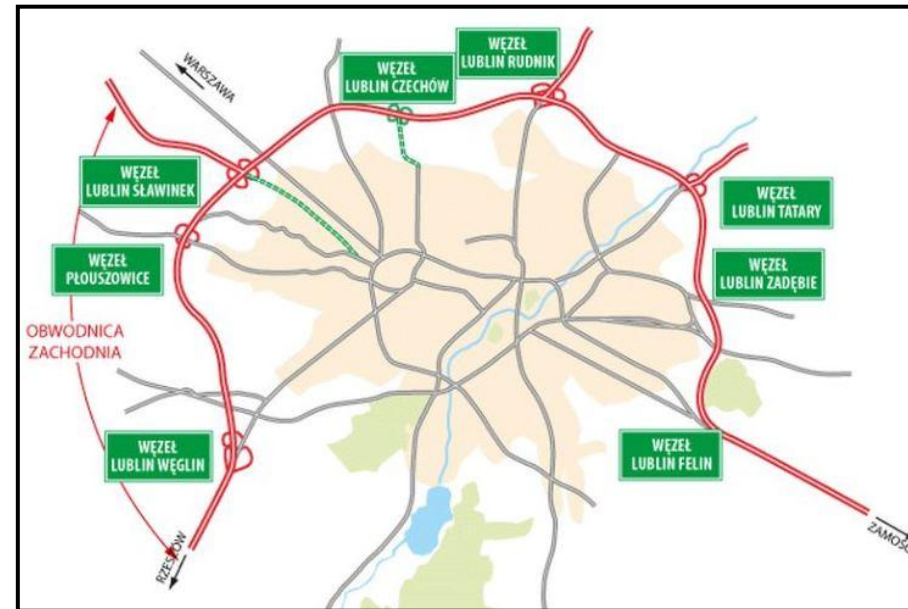 WĘZEŁ
LUBLIN RUDNIK
WARSZAWA
WĘZEŁ
LUBLIN CZECHÓW
WĘZEŁ
LUBLIN SŁAWINEK
WĘZEŁ
LUBLIN TATARY
WĘZEŁ
PŁOUSZOWICE
WĘZEŁ
LUBLIN ZADĘBIE
OBWODNICA
ZACHODNIA
WĘZEŁ
LUBLIN WĘGLIN
WĘZEŁ
LUBLIN FELIN
RZESZÓW
ZAMOŚ